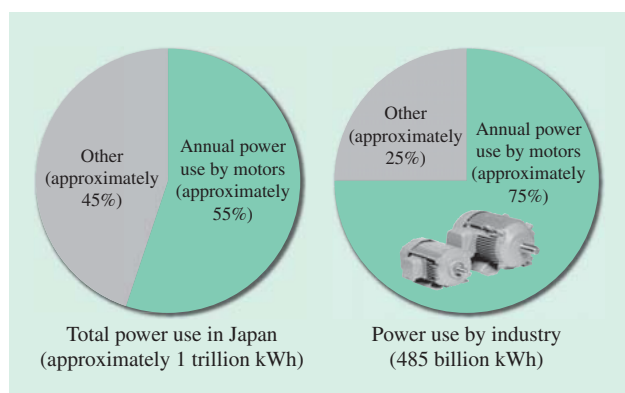 Other
(approximately
45%)
Annual power
use by motors
(approximately
55%)
Total power use in Japan
(approximately 1 trillion kWh)
Other
(approximately
25%)
Annual power
use by motors
(approximately
75%)
Power use by industry
(485 billion kWh)